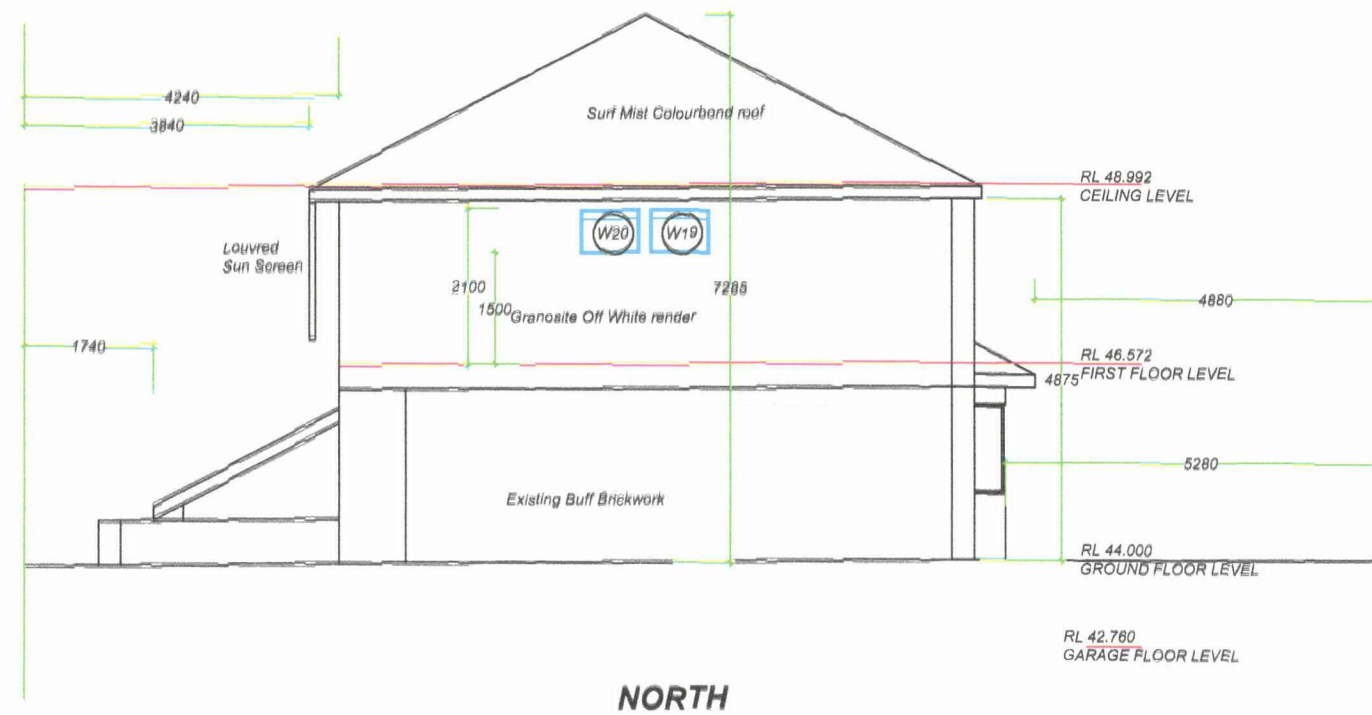 4240
3840
Surf Mist Colourbond roof
RL 48.992
CEILING LEVEL
W20
W19
Louvred
Sun Screen
2100
7285
4880
1500
Granosite Off White render
1740
RL 46.572
FIRST FLOOR LEVEL
4875
5280
Existing Buff Brickwork
RL 44.000
GROUND FLOOR LEVEL
RL 42.760
GARAGE FLOOR LEVEL
NORTH